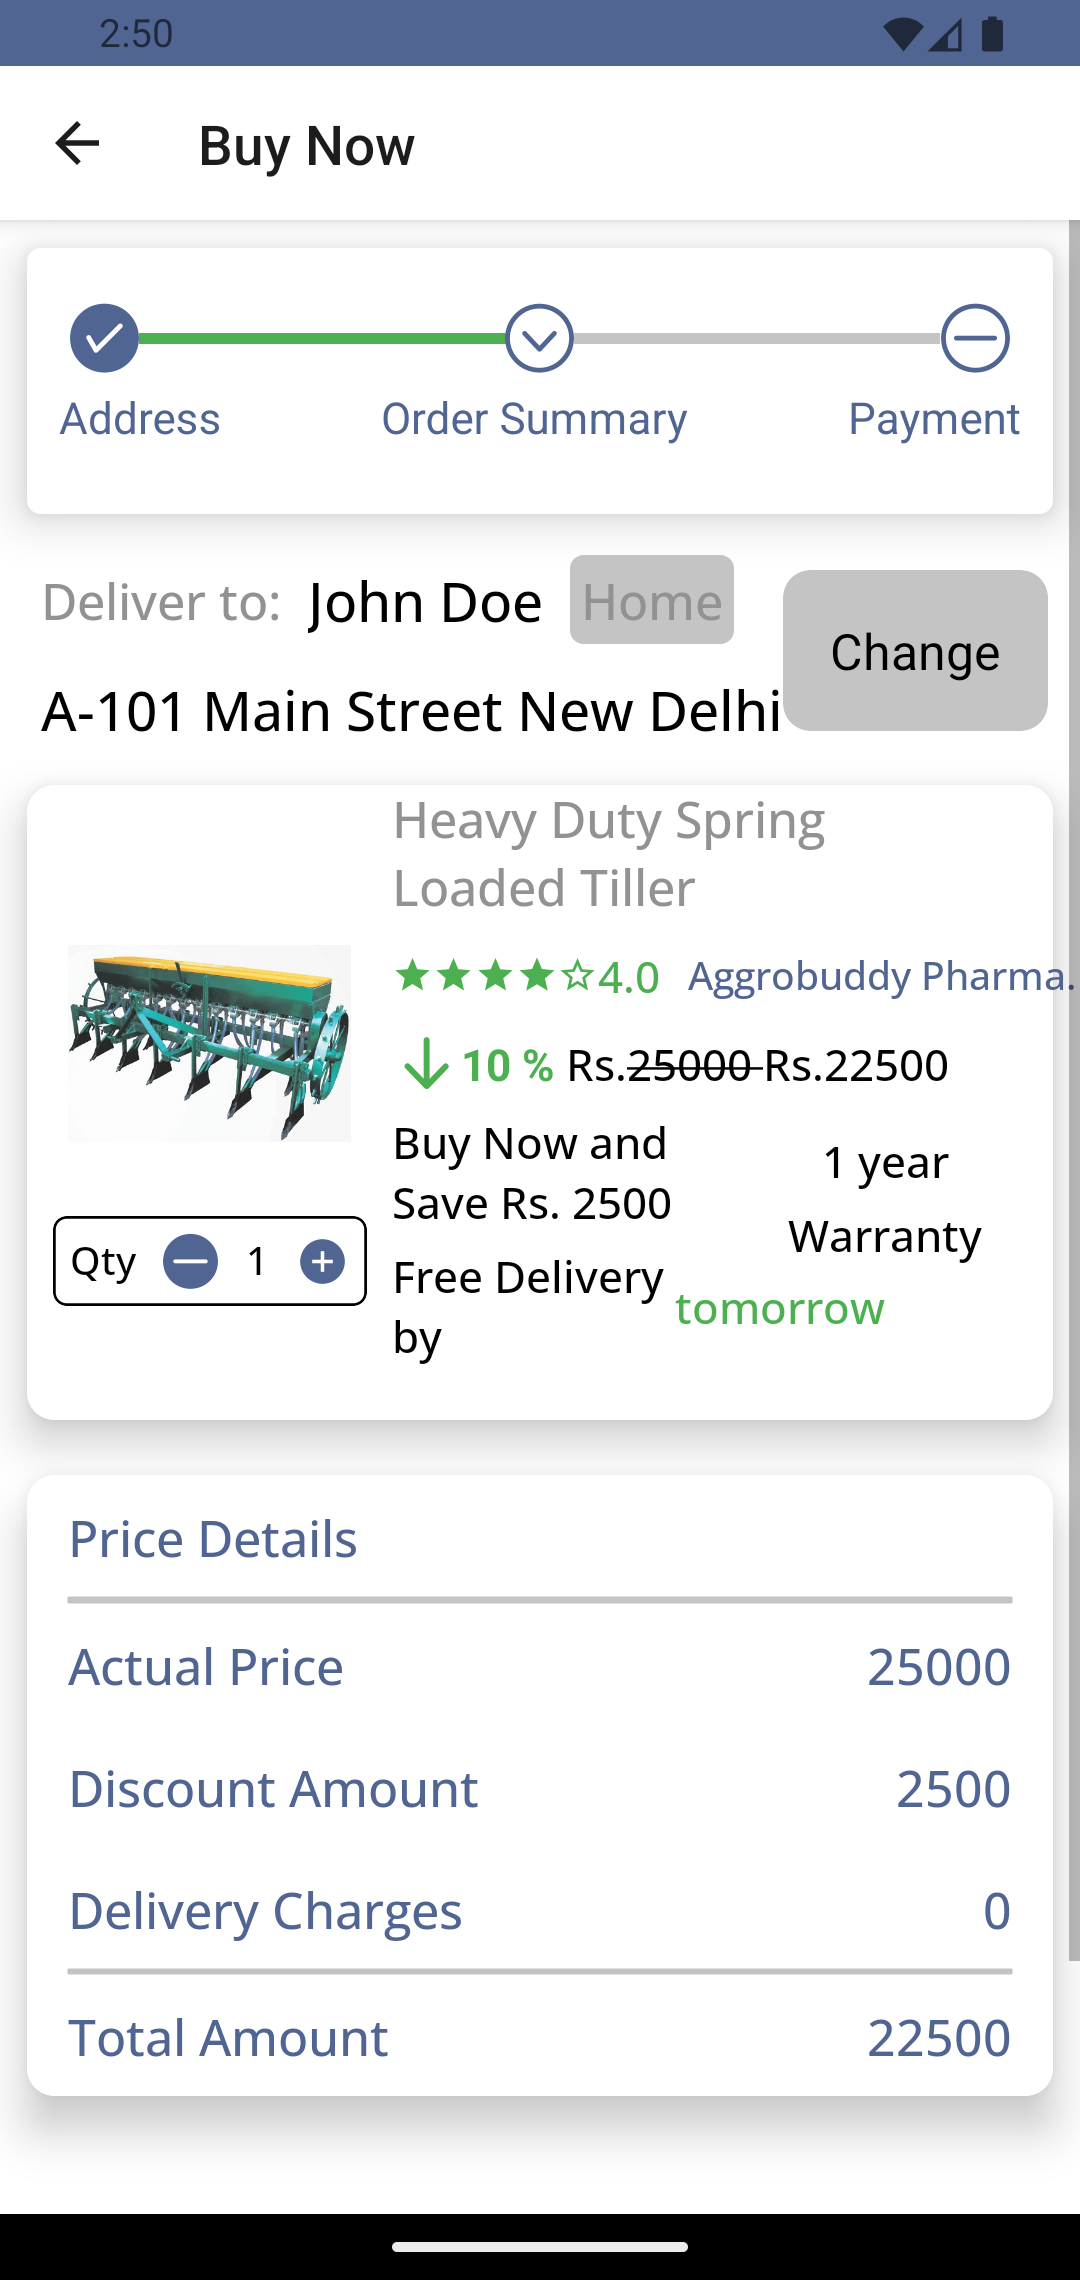 2:50
Buy Now
Address
Order Summary
Payment
Deliver to: John Doe Home
Change
A-101 Main Street New Delhi
Heavy Duty Spring
Loaded Tiller
4.0 Aggrobuddy Pharma.
10 % Rs.25000 Rs.22500
Buy Now and
Save Rs. 2500
1 year
Warranty
Qty 1
Free Delivery
by
tomorrow
Price Details
Actual Price 25000
Discount Amount 2500
Delivery Charges 0
Total Amount 22500